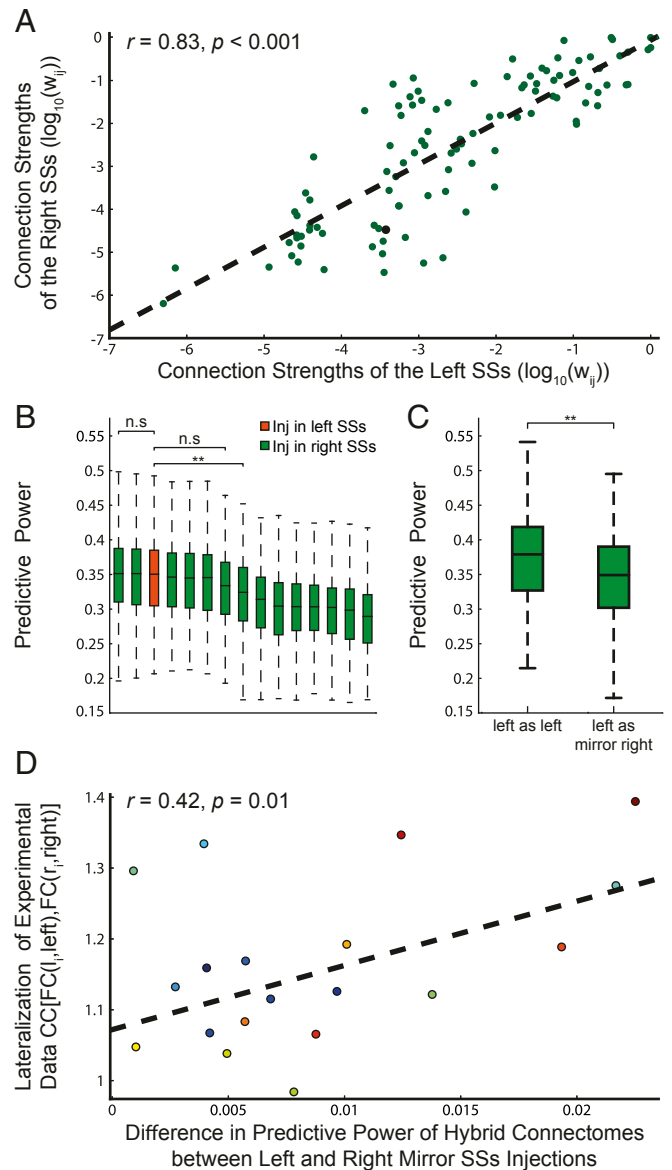 A
r = 0.83, p < 0.001
Connection Strengths
of the Right SSs (log10(wij))
0
-1
-2
-3
-4
-5
-6
-7
-7 -6 -5 -4 -3 -2 -1 0
Connection Strengths of the Left SSs (log10(wij))
B
n.s
n.s
**
Inj in left SSs
Inj in right SSs
Predictive Power
0.55
0.5
0.45
0.4
0.35
0.3
0.25
0.2
0.15
C
**
Predictive Power
0.55
0.5
0.45
0.4
0.35
0.3
0.25
0.2
0.15
left as left
left as
mirror right
D
r = 0.42, p = 0.01
Lateralization of Experimental
Data CC[FC(li,left),FC(ri,right)]
1.4
1.3
1.2
1.1
1
0 0.005 0.01 0.015 0.02
Difference in Predictive Power of Hybrid Connectomes
between Left and Right Mirror SSs Injections